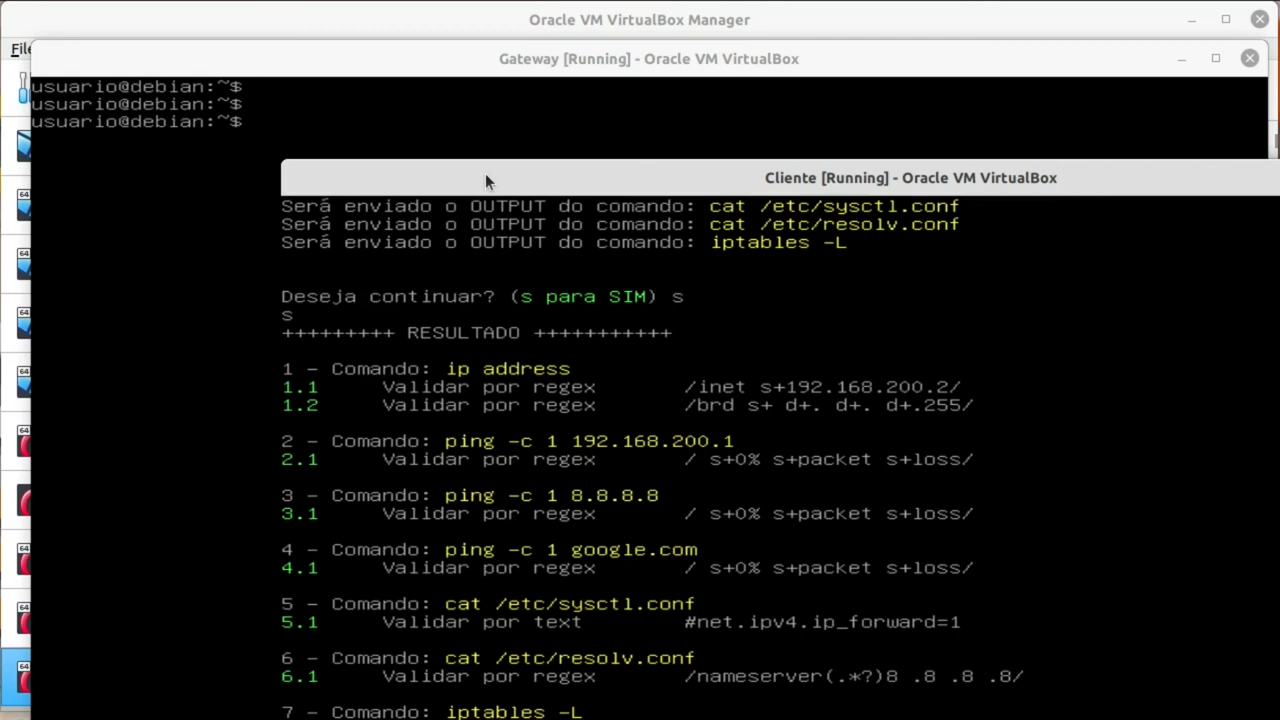 Oracle VM VirtualBox Manager
File
Gateway [Running] - Oracle VM VirtualBox
usuario@debian:~$
usuario@debian:~$
usuario@debian:~$
Cliente [Running] - Oracle VM VirtualBox
Será enviado o OUTPUT do comando: cat /etc/sysctl.conf
Será enviado o OUTPUT do comando: cat /etc/resolv.conf
Será enviado o OUTPUT do comando: iptables -L
Deseja continuar? (s para SIM) s
s
+++++++++ RESULTADO +++++++++++
1 - Comando: ip address
1.1 Validar por regex /inet s+192.168.200.2/
1.2 Validar por regex /brd s+ d+. d+. d+.255/
2 - Comando: ping -c 1 192.168.200.1
2.1 Validar por regex / s+0% s+packet s+loss/
3 - Comando: ping -c 1 8.8.8.8
3.1 Validar por regex / s+0% s+packet s+loss/
4 - Comando: ping -c 1 google.com
4.1 Validar por regex / s+0% s+packet s+loss/
5 - Comando: cat /etc/sysctl.conf
5.1 Validar por text #net.ipv4.ip_forward=1
6 - Comando: cat /etc/resolv.conf
6.1 Validar por regex /nameserver(.*?)8 .8 .8 .8/
7 - Comando: iptables -L